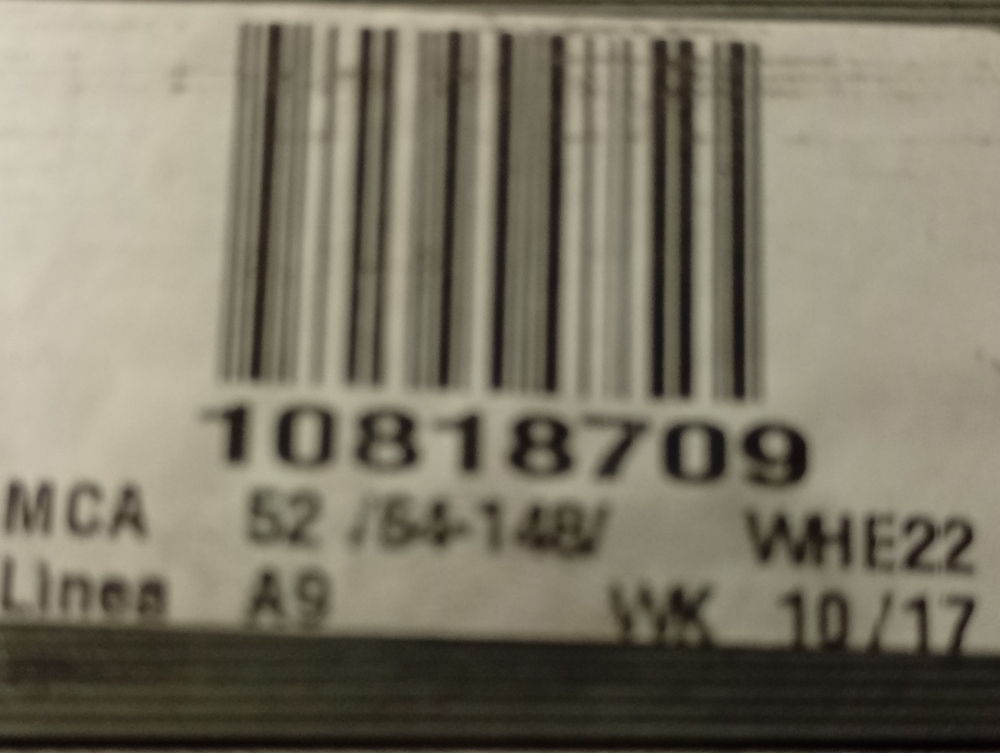 10818709
MCA 52 /54-148/ WHE22
Lines A9 WK 10/17